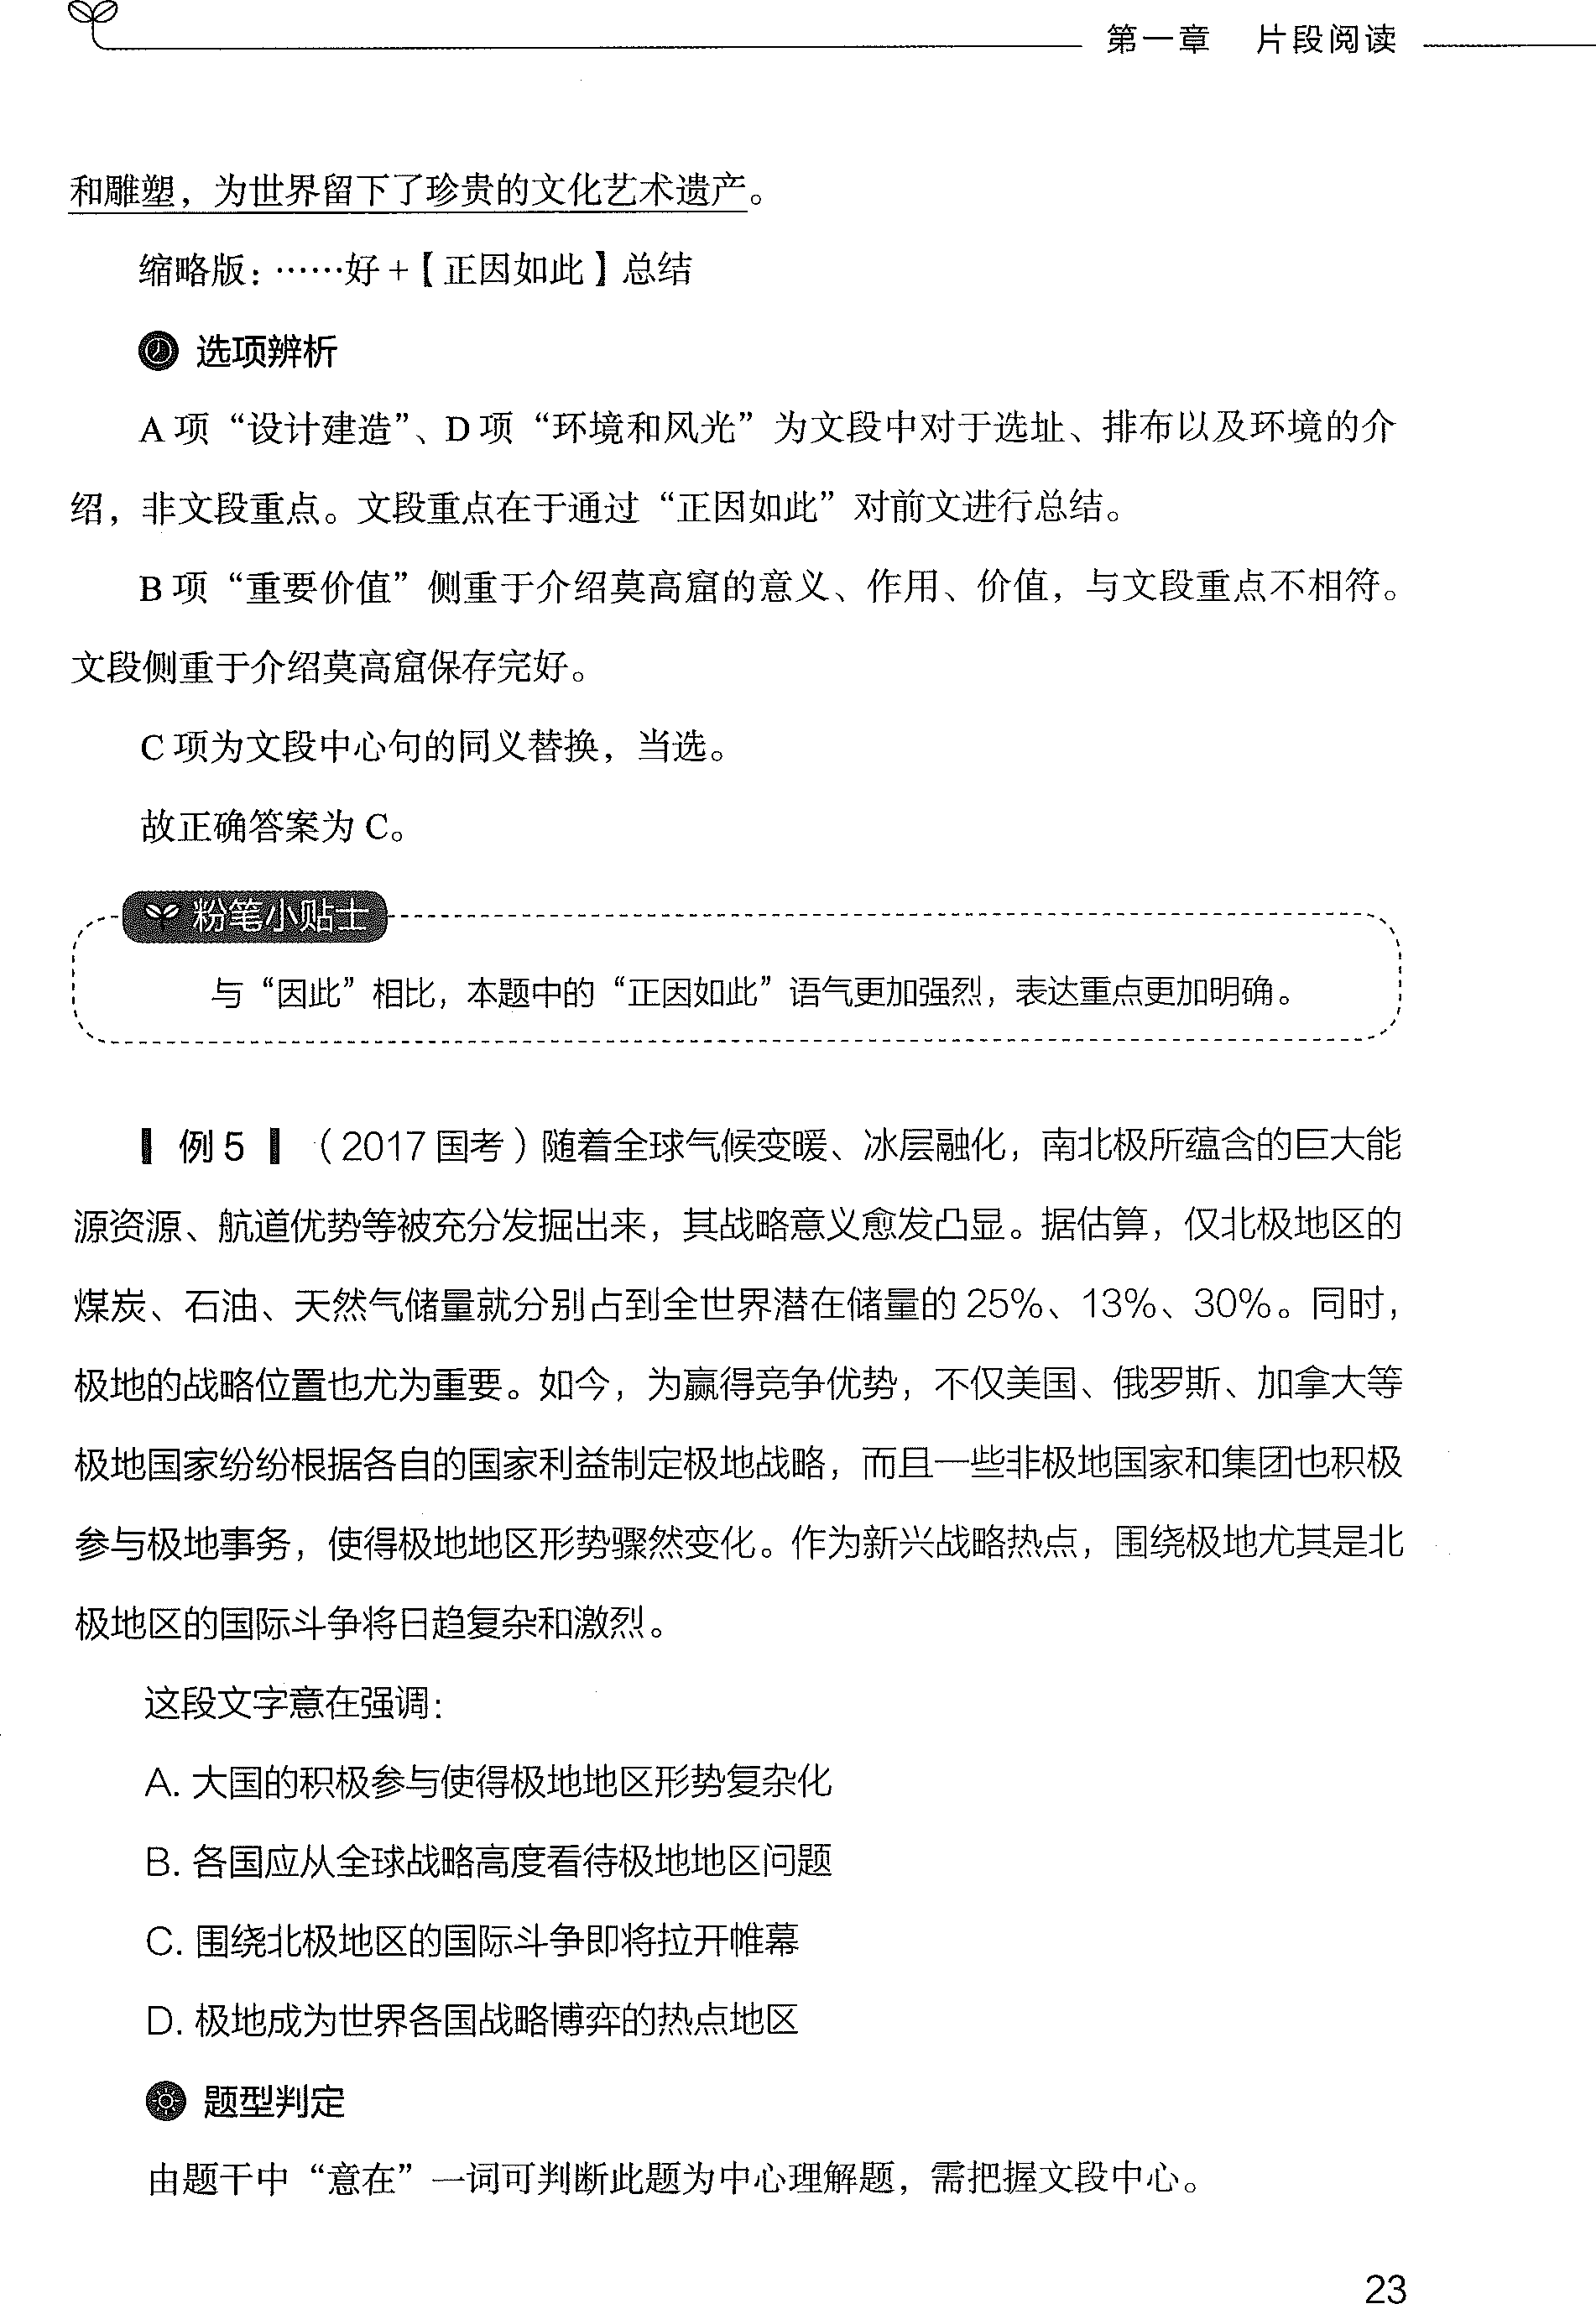 第一章 片段阅读
和雕塑，为世界留下了珍贵的文化艺术遗产。
缩略版：……好+【正因如此】总结
选项辨析
A 项“设计建造”、D 项“环境和风光”为文段中对于选址、排布以及环境的介
绍，非文段重点。文段重点在于通过“正因如此”对前文进行总结。
B 项“重要价值”侧重于介绍莫高窟的意义、作用、价值，与文段重点不相符。
文段侧重于介绍莫高窟保存完好。
C 项为文段中心句的同义替换，当选。
故正确答案为 C。
粉笔小贴士
与“因此”相比，本题中的“正因如此”语气更加强烈，表达重点更加明确。
例 5 （2017 国考）随着全球气候变暖、冰层融化，南北极所蕴含的巨大能
源资源、航道优势等被充分发掘出来，其战略意义愈发凸显。据估算，仅北极地区的
煤炭、石油、天然气储量就分别占到全世界潜在储量的 25%、13%、30%。同时，
极地的战略位置也尤为重要。如今，为赢得竞争优势，不仅美国、俄罗斯、加拿大等
极地国家纷纷根据各自的国家利益制定极地战略，而且一些非极地国家和集团也积极
参与极地事务，使得极地地区形势骤然变化。作为新兴战略热点，围绕极地尤其是北
极地区的国际斗争将日趋复杂和激烈。
这段文字意在强调：
A. 大国的积极参与使得极地地区形势复杂化
B. 各国应从全球战略高度看待极地地区问题
C. 围绕北极地区的国际斗争即将拉开帷幕
D. 极地成为世界各国战略博弈的热点地区
题型判定
由题干中“意在”一词可判断此题为中心理解题，需把握文段中心。
23